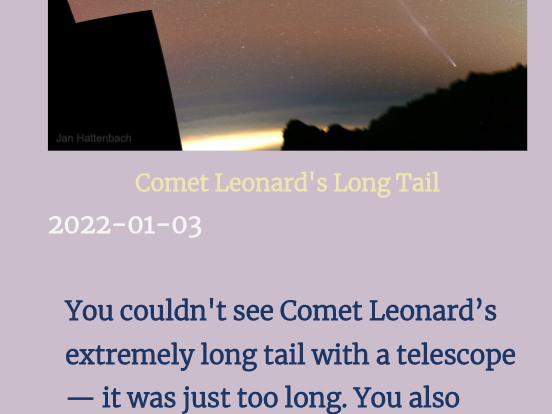 Jan Hattenbach
Comet Leonard's Long Tail
2022-01-03
You couldn't see Comet Leonard’s
extremely long tail with a telescope
— it was just too long. You also